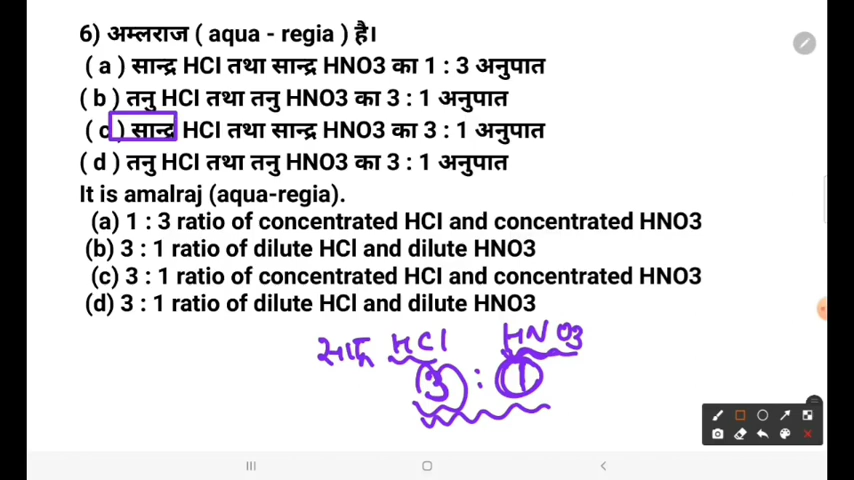 6) अम्लराज ( aqua - regia ) है।
( a ) सान्द्र HCl तथा सान्द्र HNO3 का 1 : 3 अनुपात
( b ) तनु HCl तथा तनु HNO3 का 3 : 1 अनुपात
( c ) सान्द्र HCl तथा सान्द्र HNO3 का 3 : 1 अनुपात
( d ) तनु HCl तथा तनु HNO3 का 3 : 1 अनुपात
It is amalraj (aqua-regia).
(a) 1 : 3 ratio of concentrated HCl and concentrated HNO3
(b) 3 : 1 ratio of dilute HCl and dilute HNO3
(c) 3 : 1 ratio of concentrated HCl and concentrated HNO3
(d) 3 : 1 ratio of dilute HCl and dilute HNO3
सान्द्र HCl HNO3
3 : 1